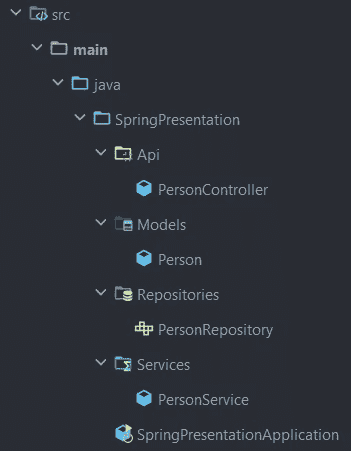 src
main
java
SpringPresentation
Api
PersonController
Models
Person
Repositories
PersonRepository
Services
PersonService
SpringPresentationApplication